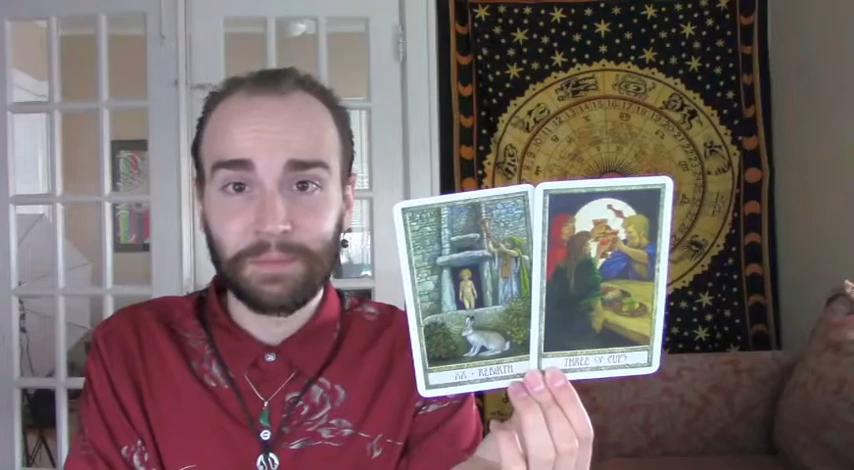 XX • REBIRTH
THREE OF CUPS